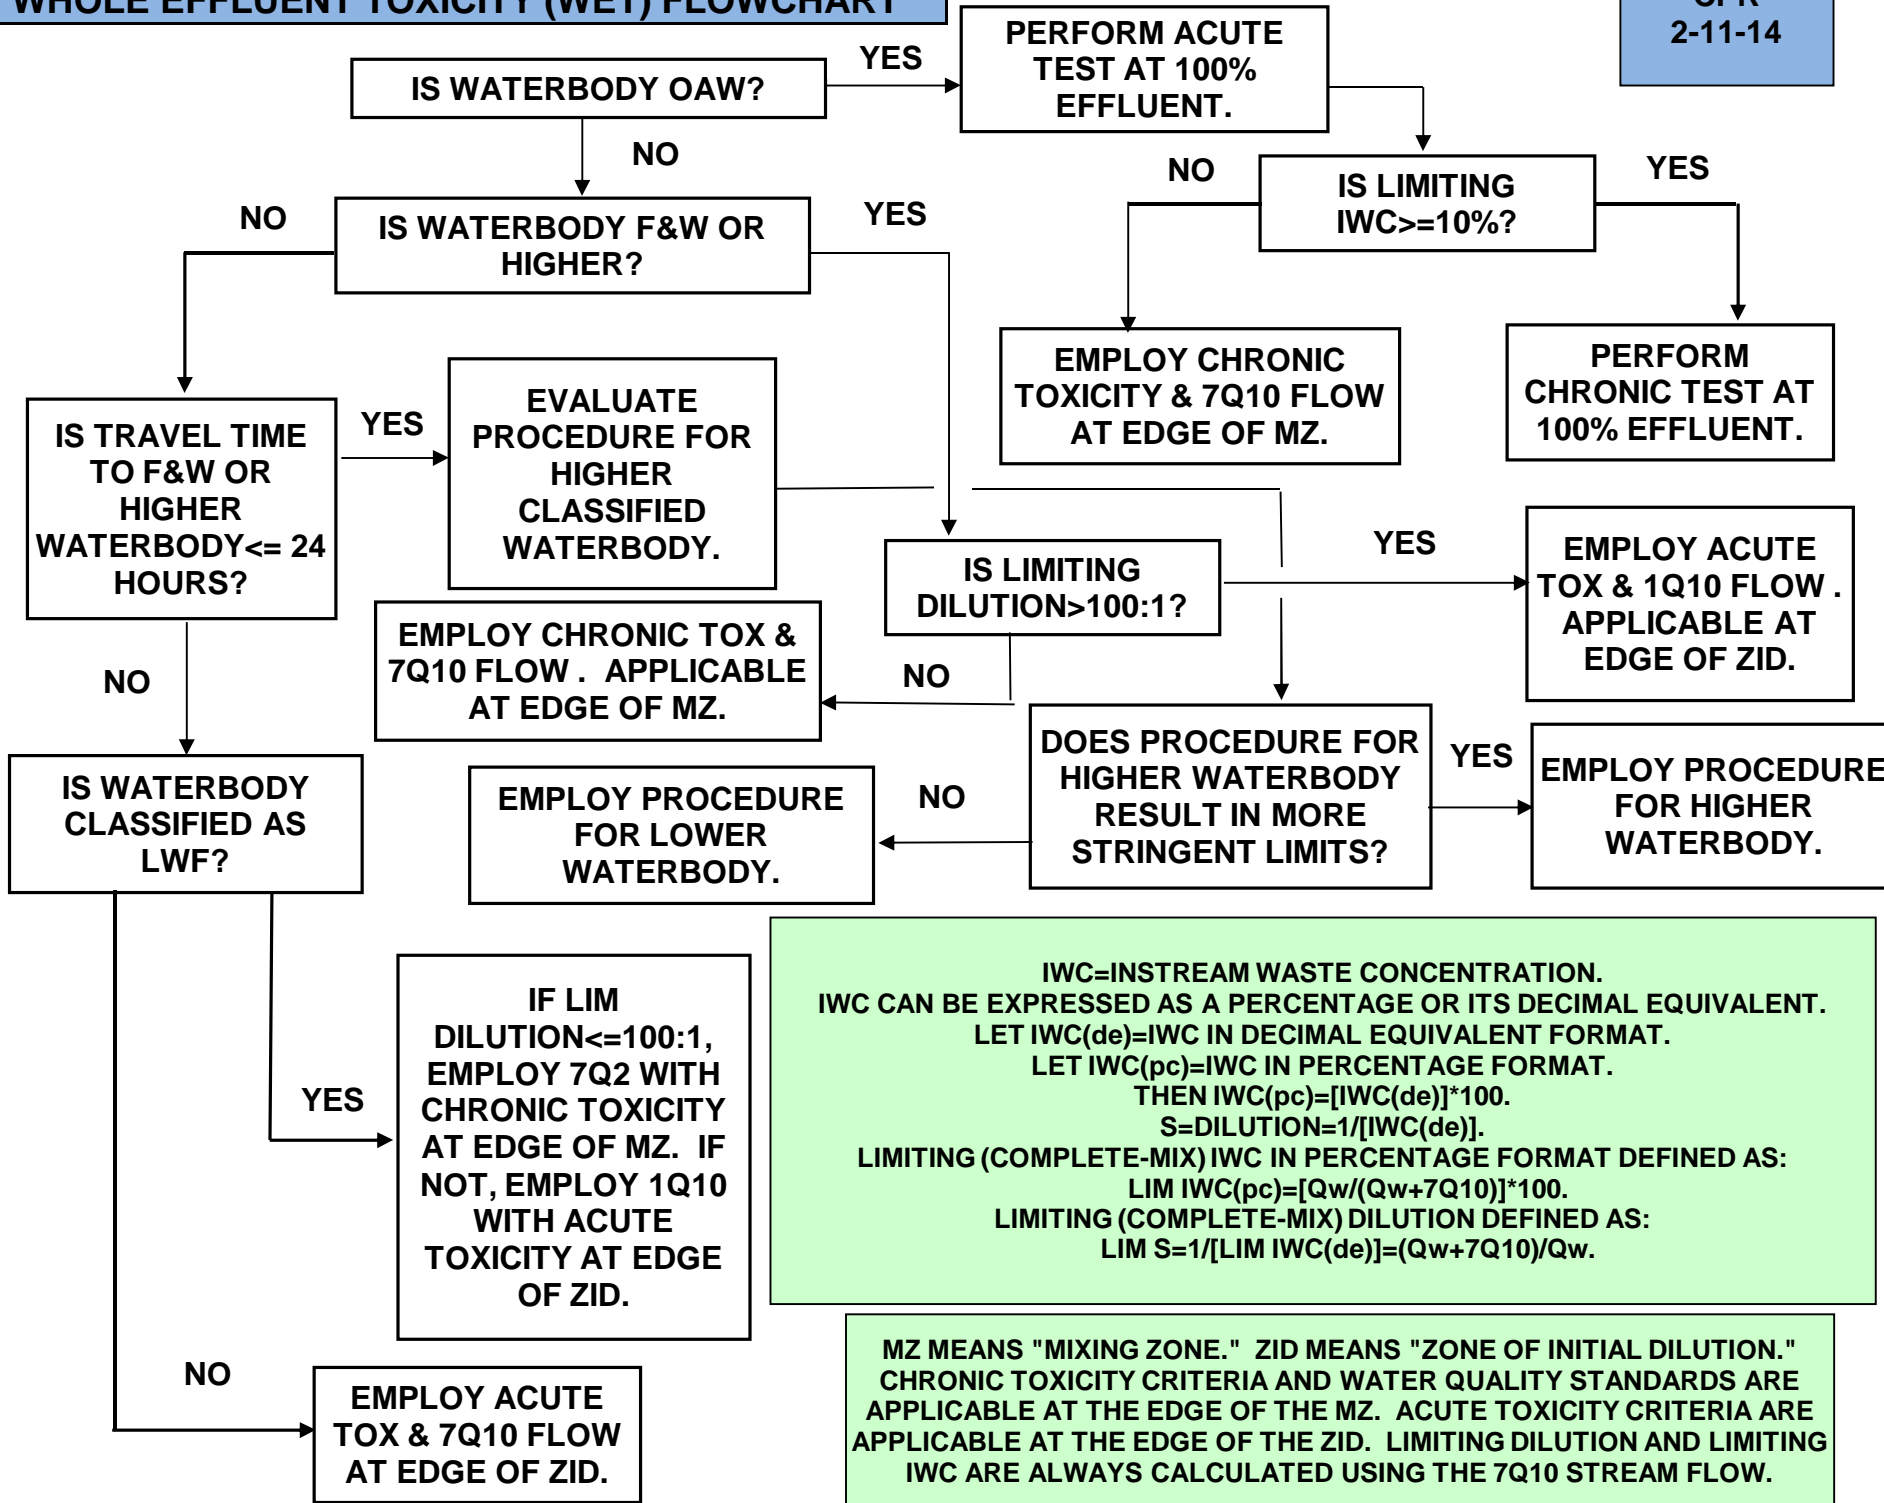 WHOLE EFFLUENT TOXICITY (WET) FLOWCHART
2-11-14
IS WATERBODY OAW?
YES
PERFORM ACUTE
TEST AT 100%
EFFLUENT.
NO
NO
IS LIMITING
IWC>=10%?
YES
NO
IS WATERBODY F&W OR
HIGHER?
YES
EMPLOY CHRONIC
TOXICITY & 7Q10 FLOW
AT EDGE OF MZ.
PERFORM
CHRONIC TEST AT
100% EFFLUENT.
IS TRAVEL TIME
TO F&W OR
HIGHER
WATERBODY<= 24
HOURS?
YES
EVALUATE
PROCEDURE FOR
HIGHER
CLASSIFIED
WATERBODY.
IS LIMITING
DILUTION>100:1?
YES
EMPLOY ACUTE
TOX & 1Q10 FLOW .
APPLICABLE AT
EDGE OF ZID.
EMPLOY CHRONIC TOX &
7Q10 FLOW .  APPLICABLE
AT EDGE OF MZ.
NO
NO
DOES PROCEDURE FOR
HIGHER WATERBODY
RESULT IN MORE
STRINGENT LIMITS?
YES
EMPLOY PROCEDURE
FOR HIGHER
WATERBODY.
NO
EMPLOY PROCEDURE
FOR LOWER
WATERBODY.
IS WATERBODY
CLASSIFIED AS
LWF?
YES
IF LIM
DILUTION<=100:1,
EMPLOY 7Q2 WITH
CHRONIC TOXICITY
AT EDGE OF MZ.  IF
NOT, EMPLOY 1Q10
WITH ACUTE
TOXICITY AT EDGE
OF ZID.
NO
EMPLOY ACUTE
TOX & 7Q10 FLOW
AT EDGE OF ZID.
IWC=INSTREAM WASTE CONCENTRATION.
IWC CAN BE EXPRESSED AS A PERCENTAGE OR ITS DECIMAL EQUIVALENT.
LET IWC(de)=IWC IN DECIMAL EQUIVALENT FORMAT.
LET IWC(pc)=IWC IN PERCENTAGE FORMAT.
THEN IWC(pc)=[IWC(de)]*100.
S=DILUTION=1/[IWC(de)].
LIMITING (COMPLETE-MIX) IWC IN PERCENTAGE FORMAT DEFINED AS:
LIM IWC(pc)=[Qw/(Qw+7Q10)]*100.
LIMITING (COMPLETE-MIX) DILUTION DEFINED AS:
LIM S=1/[LIM IWC(de)]=(Qw+7Q10)/Qw.
MZ MEANS "MIXING ZONE."  ZID MEANS "ZONE OF INITIAL DILUTION."
CHRONIC TOXICITY CRITERIA AND WATER QUALITY STANDARDS ARE
APPLICABLE AT THE EDGE OF THE MZ.  ACUTE TOXICITY CRITERIA ARE
APPLICABLE AT THE EDGE OF THE ZID.  LIMITING DILUTION AND LIMITING
IWC ARE ALWAYS CALCULATED USING THE 7Q10 STREAM FLOW.